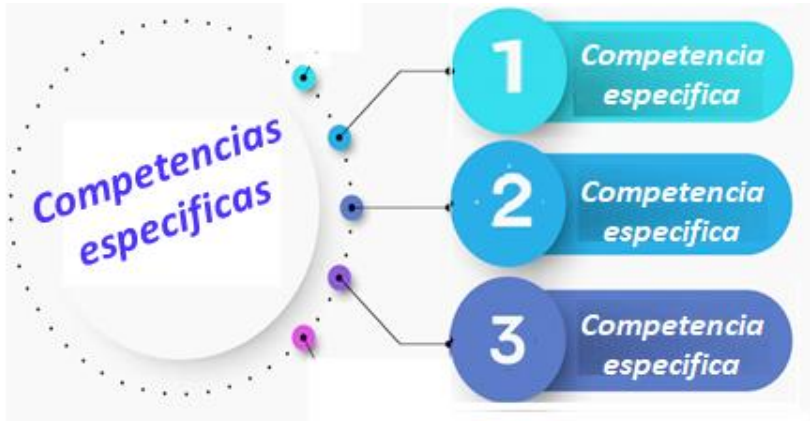 Competencias
especificas
1
Competencia
especifica
2
Competencia
especifica
3
Competencia
especifica